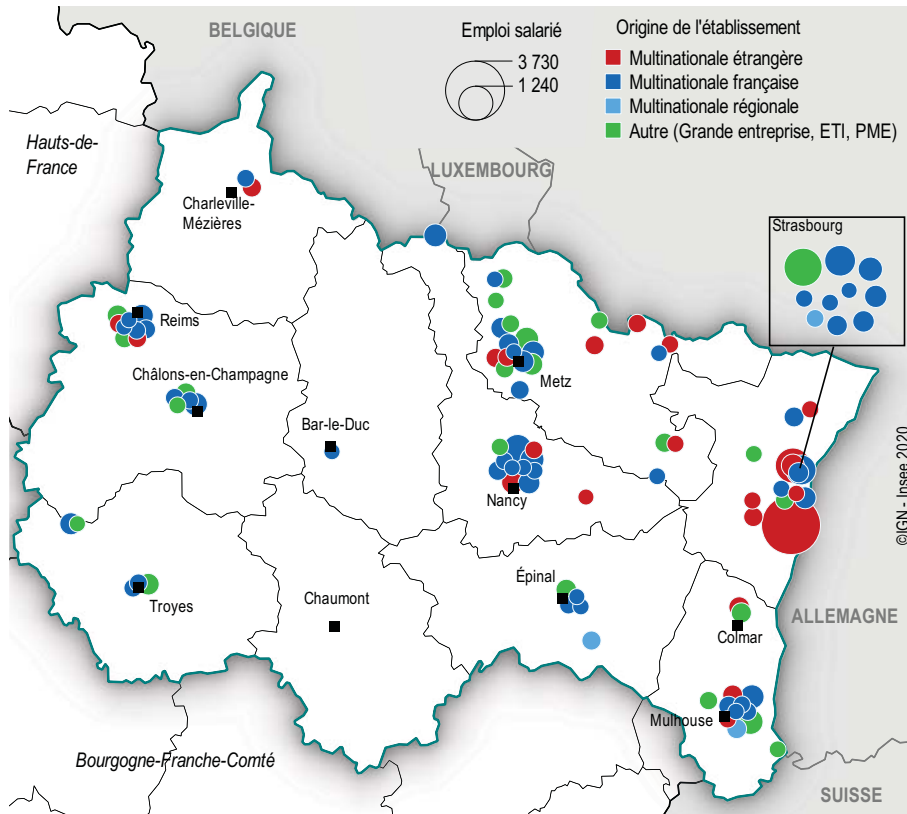 BELGIQUE
Emploi salarié
3 730
1 240
Origine de l'établissement
Multinationale étrangère
Multinationale française
Multinationale régionale
Autre (Grande entreprise, ETI, PME)
Hauts-de-
France
LUXEMBOURG
Charleville-
Mézières
Strasbourg
Reims
Châlons-en-Champagne
Metz
Bar-le-Duc
Nancy
©IGN - Insee 2020
Épinal
Troyes
Chaumont
ALLEMAGNE
Colmar
Mulhouse
Bourgogne-Franche-Comté
SUISSE